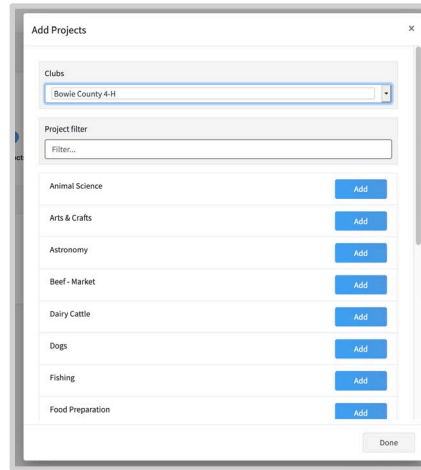 Add Projects ×
Clubs
Bowie County 4-H
Project filter
Filter...
Animal Science Add
Arts & Crafts Add
Astronomy Add
Beef - Market Add
Dairy Cattle Add
Dogs Add
Fishing Add
Food Preparation Add
Done